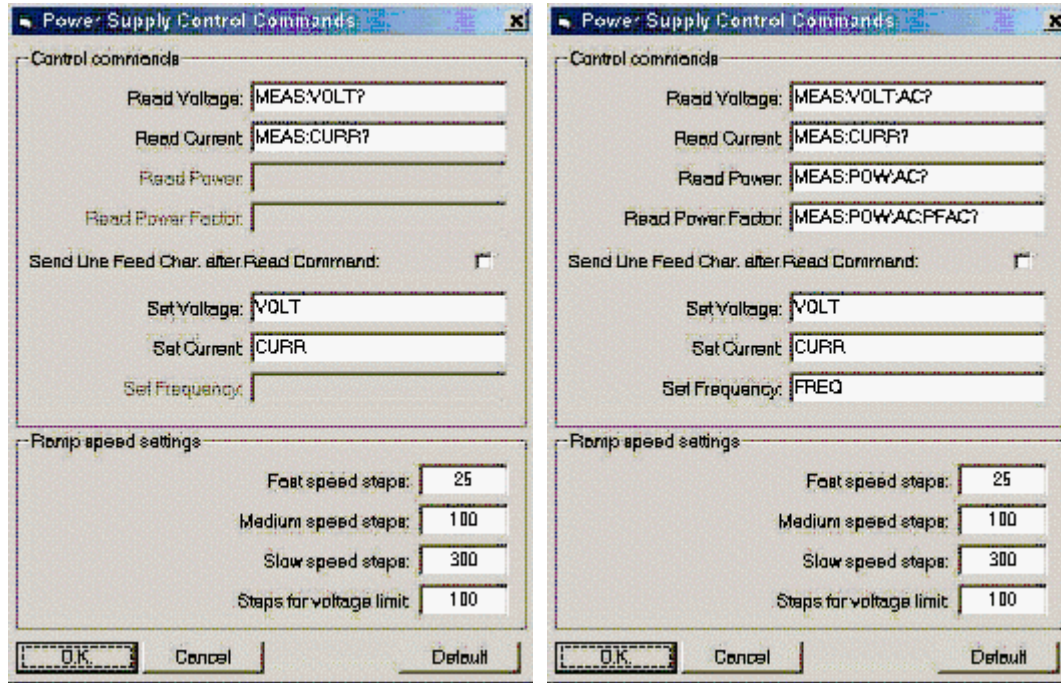 Power Supply Control Commands
Control commands
Read Voltage: MEAS:VOLT?
Read Current: MEAS:CURR?
Read Power:
Read Power Factor:
Send Line Feed Char. after Read Command:
Set Voltage: VOLT
Set Current: CURR
Set Frequency:
Ramp speed settings
Fast speed steps: 25
Medium speed steps: 100
Slow speed steps: 300
Steps for voltage limit: 100
O.K. Cancel Default
Power Supply Control Commands
Control commands
Read Voltage: MEAS:VOLT:AC?
Read Current: MEAS:CURR?
Read Power: MEAS:POW:AC?
Read Power Factor: MEAS:POW:AC:PFAC?
Send Line Feed Char. after Read Command:
Set Voltage: VOLT
Set Current: CURR
Set Frequency: FREQ
Ramp speed settings
Fast speed steps: 25
Medium speed steps: 100
Slow speed steps: 300
Steps for voltage limit: 100
O.K. Cancel Default